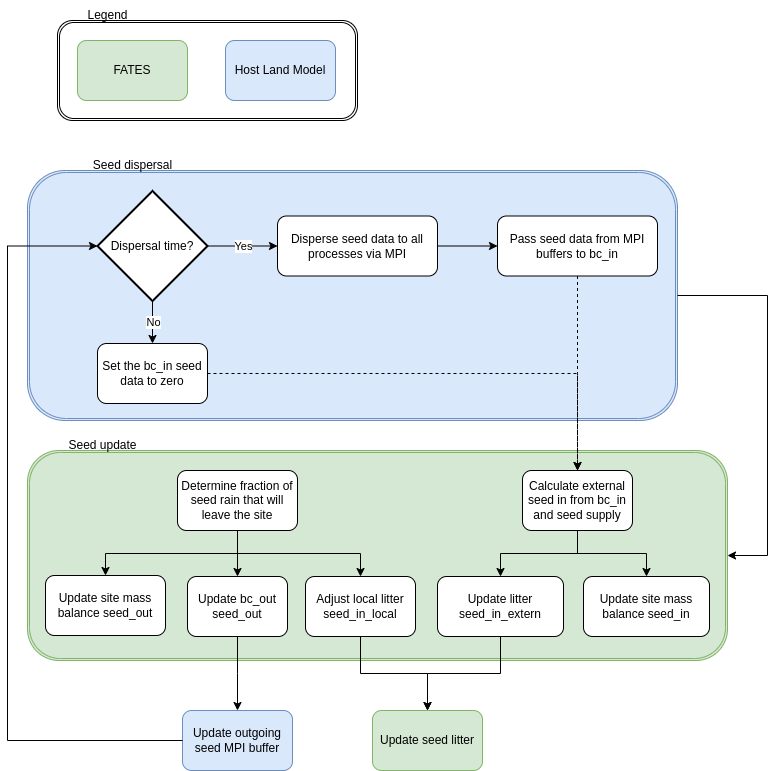 Legend
FATES
Host Land Model
Seed dispersal
Dispersal time?
Yes
Disperse seed data to all
processes via MPI
Pass seed data from MPI
buffers to bc_in
No
Set the bc_in seed
data to zero
Seed update
Determine fraction of
seed rain that will
leave the site
Calculate external
seed in from bc_in
and seed supply
Update site mass
balance seed_out
Update bc_out
seed_out
Adjust local litter
seed_in_local
Update litter
seed_in_extern
Update site mass
balance seed_in
Update outgoing
seed MPI buffer
Update seed litter